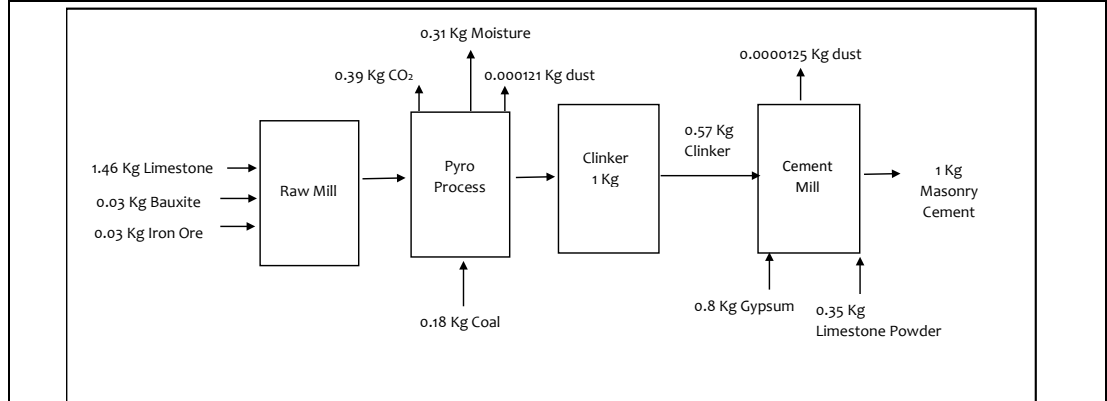 0.31 Kg Moisture
0.0000125 Kg dust
0.39 Kg CO₂
0.000121 Kg dust
1.46 Kg Limestone
0.03 Kg Bauxite
0.03 Kg Iron Ore
Raw Mill
Pyro
Process
Clinker
1 Kg
0.57 Kg
Clinker
Cement
Mill
1 Kg
Masonry
Cement
0.18 Kg Coal
0.8 Kg Gypsum
0.35 Kg
Limestone Powder